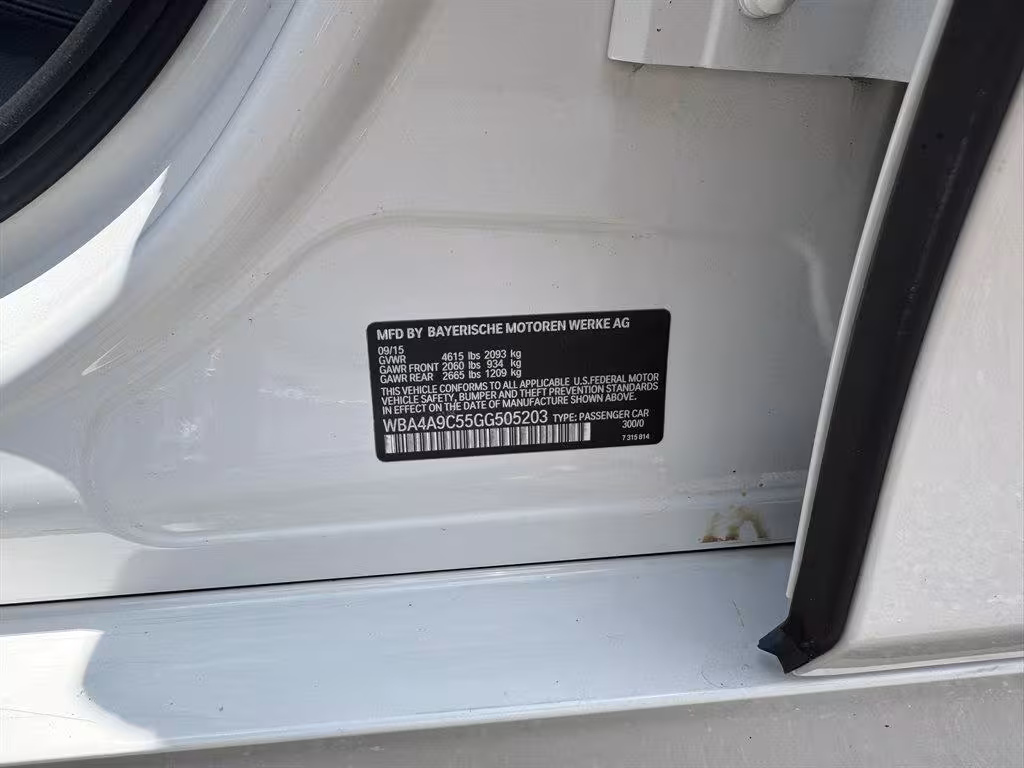 MFD BY BAYERISCHE MOTOREN WERKE AG
09/15
GVWR 4615 lbs 2093 kg
GAWR FRONT 2060 lbs 934 kg
GAWR REAR 2665 lbs 1209 kg
THIS VEHICLE CONFORMS TO ALL APPLICABLE U.S.FEDERAL MOTOR
VEHICLE SAFETY, BUMPER AND THEFT PREVENTION STANDARDS
IN EFFECT ON THE DATE OF MANUFACTURE SHOWN ABOVE.
WBA4A9C55GG505203 TYPE: PASSENGER CAR
300/0
7 315 814